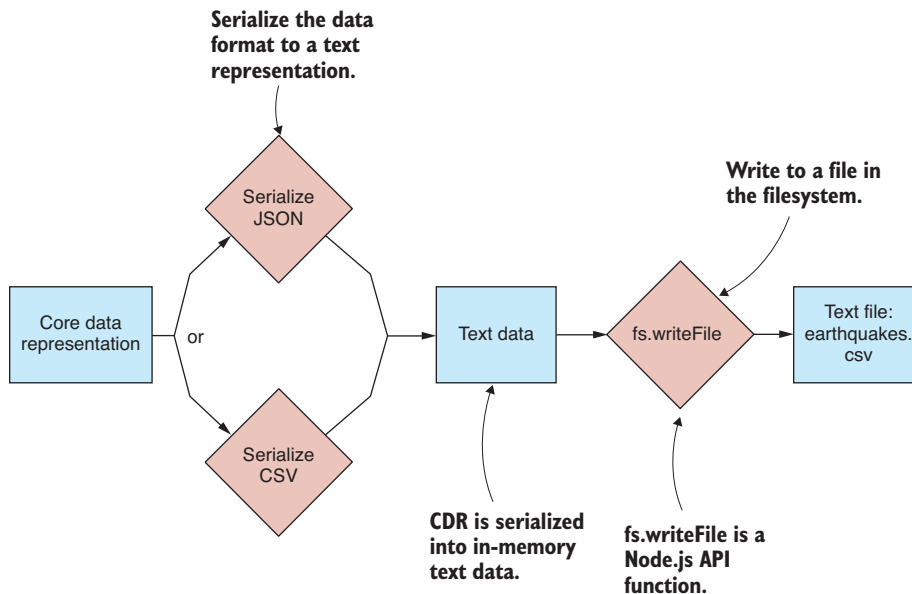 Serialize the data
format to a text
representation.
Serialize
JSON
Write to a file in
the filesystem.
Core data
representation
or
Text data
fs.writeFile
Text file:
earthquakes.
csv
Serialize
CSV
CDR is serialized
into in-memory
text data.
fs.writeFile is a
Node.js API
function.